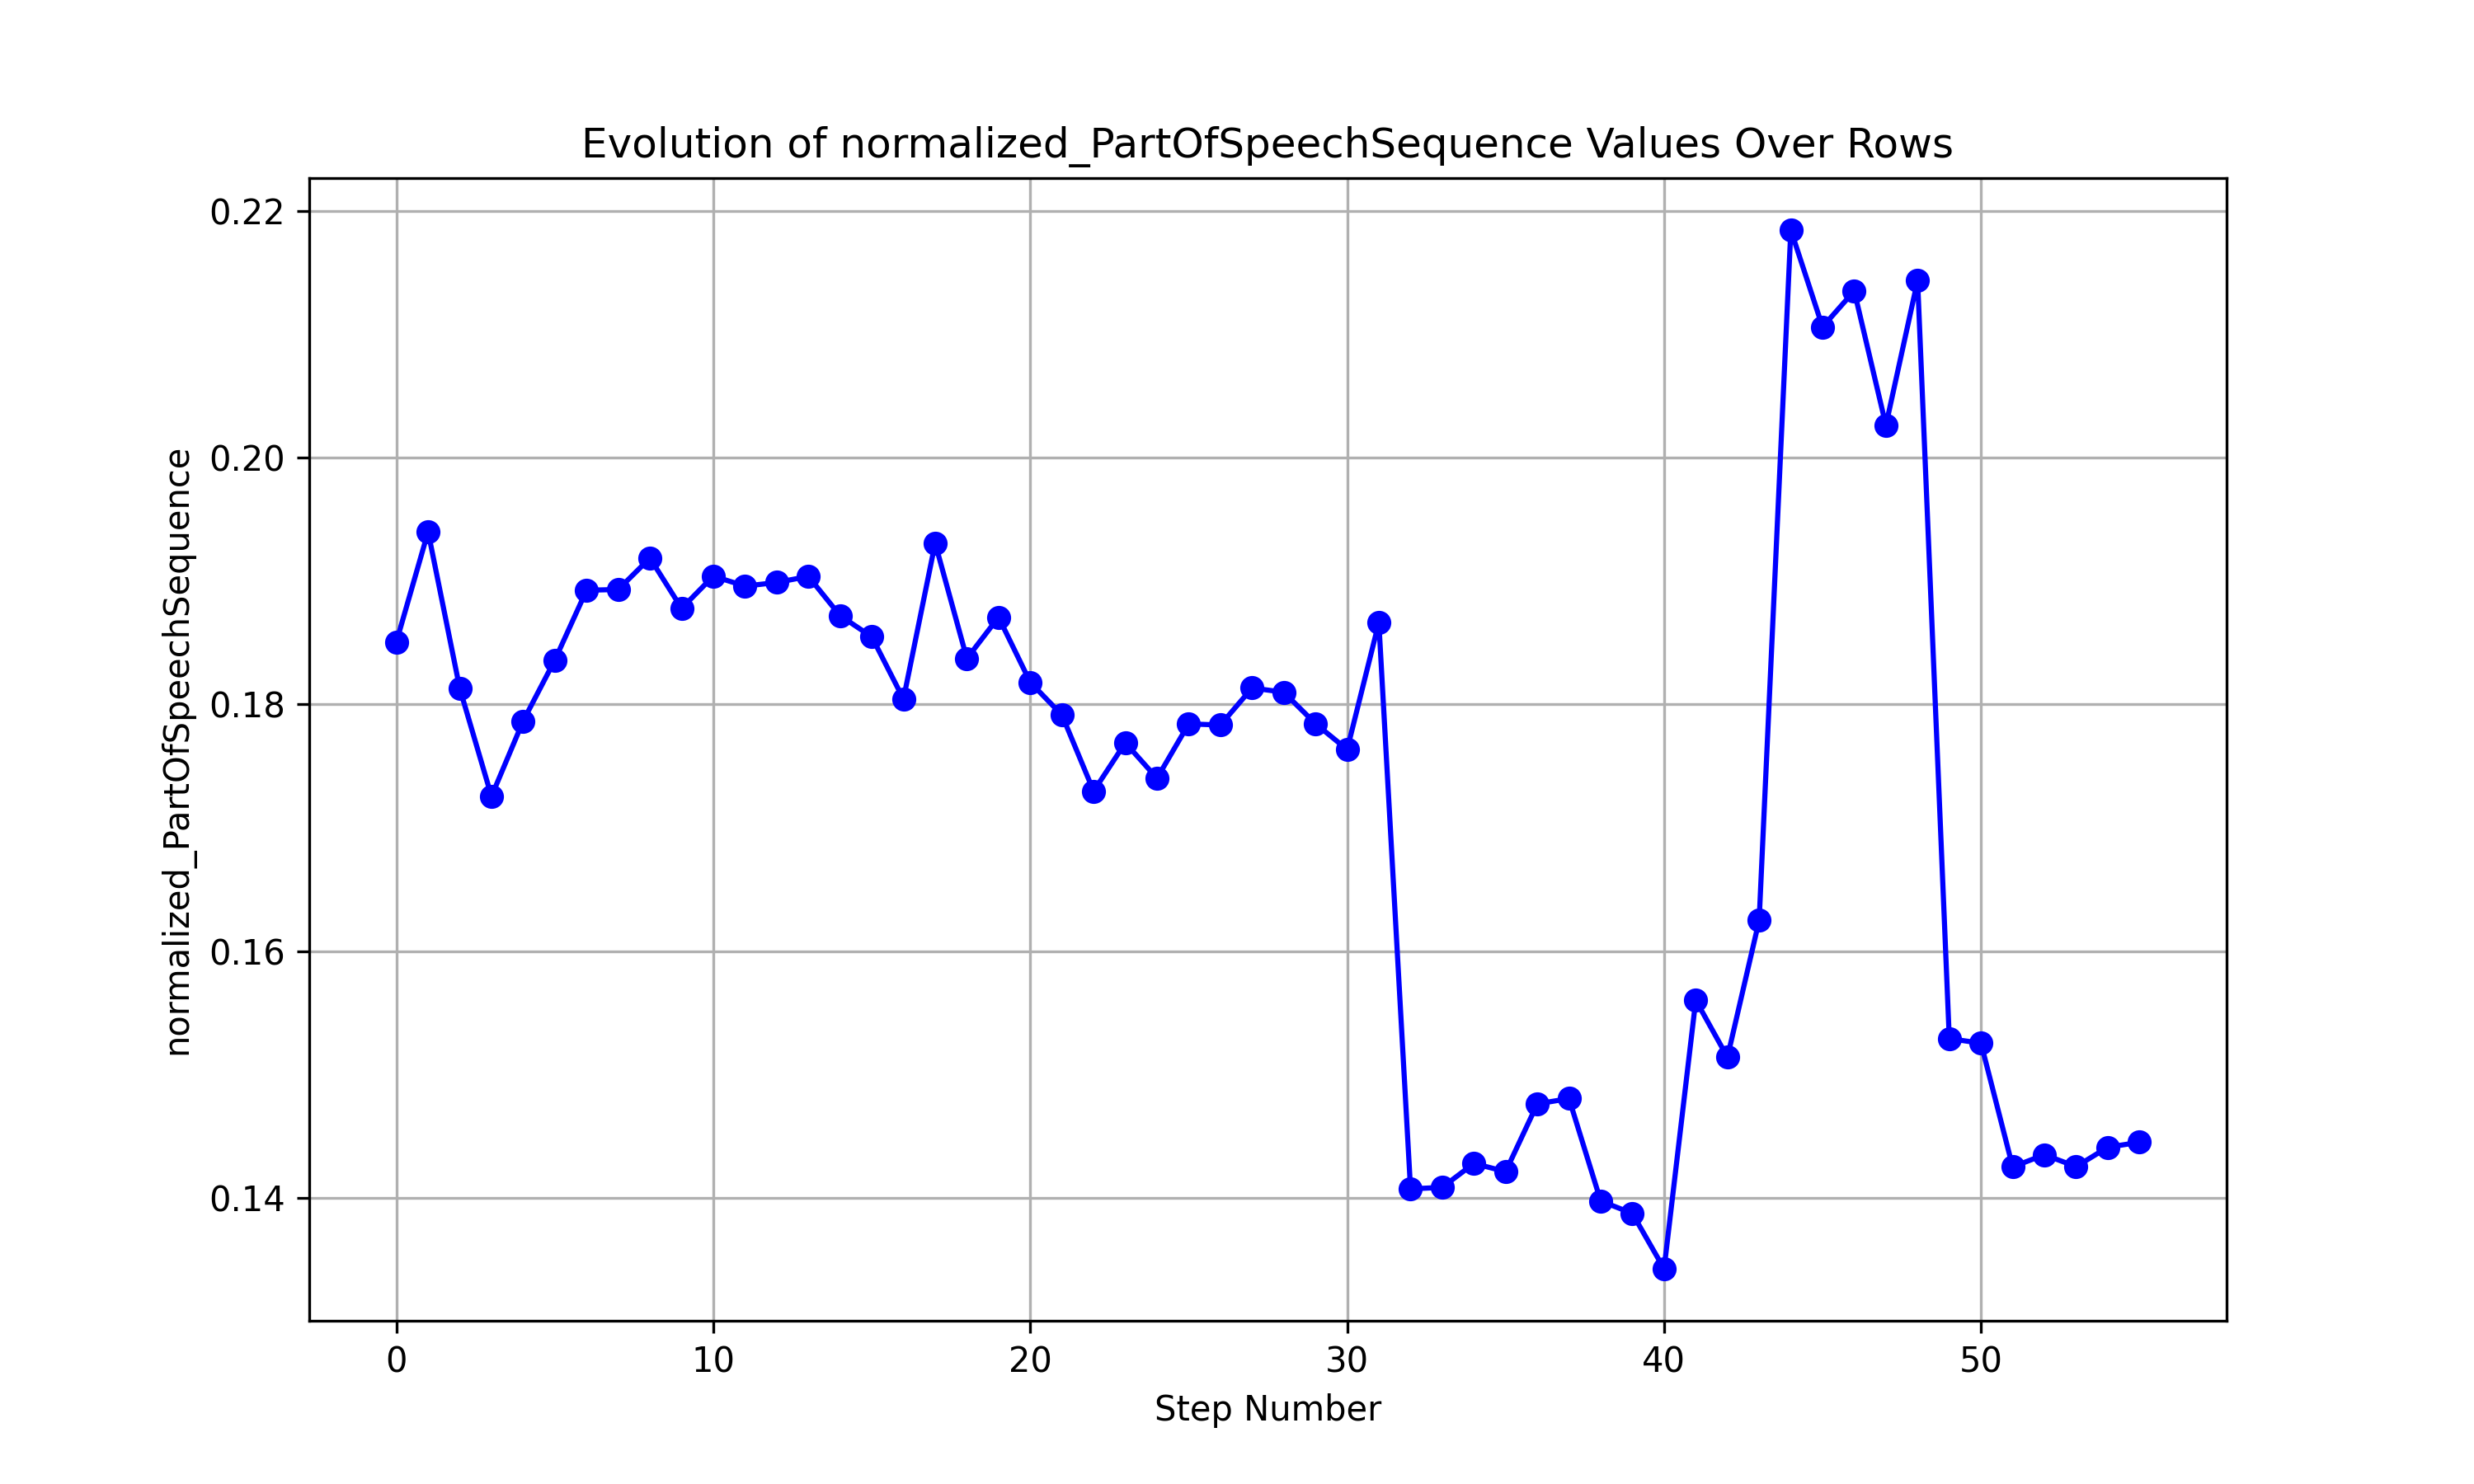 Evolution of normalized_PartOfSpeechSequence Values Over Rows
normalized_PartOfSpeechSequence
0.22
0.20
0.18
0.16
0.14
0 10 20 30 40 50
Step Number